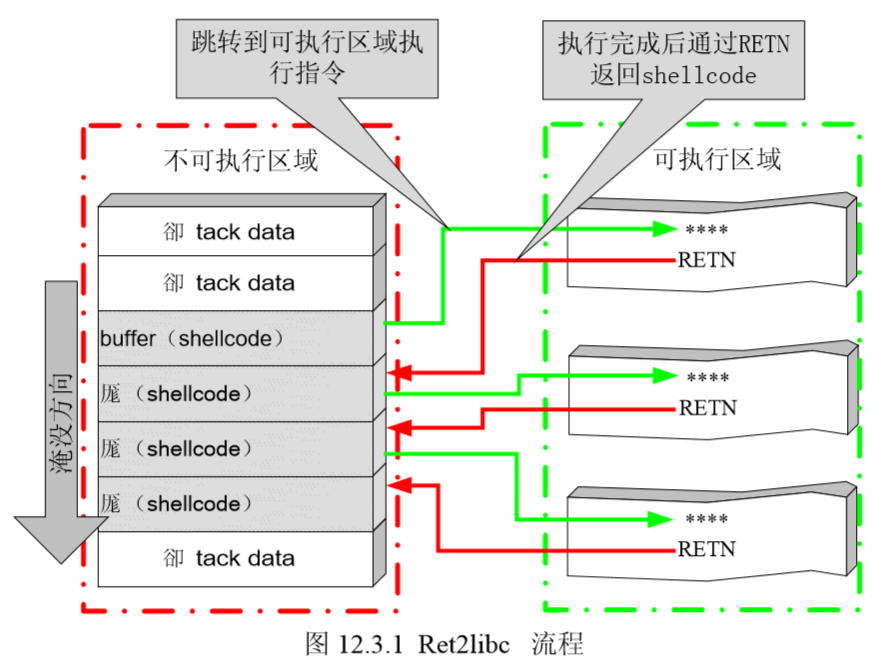 跳转到可执行区域执
行指令
执行完成后通过RETN
返回shellcode
不可执行区域
可执行区域
卻 tack data
卻 tack data
buffer（shellcode）
厖（shellcode）
厖（shellcode）
厖（shellcode）
卻 tack data
淹没方向
****
RETN
****
RETN
****
RETN
图 12.3.1 Ret2libc 流程